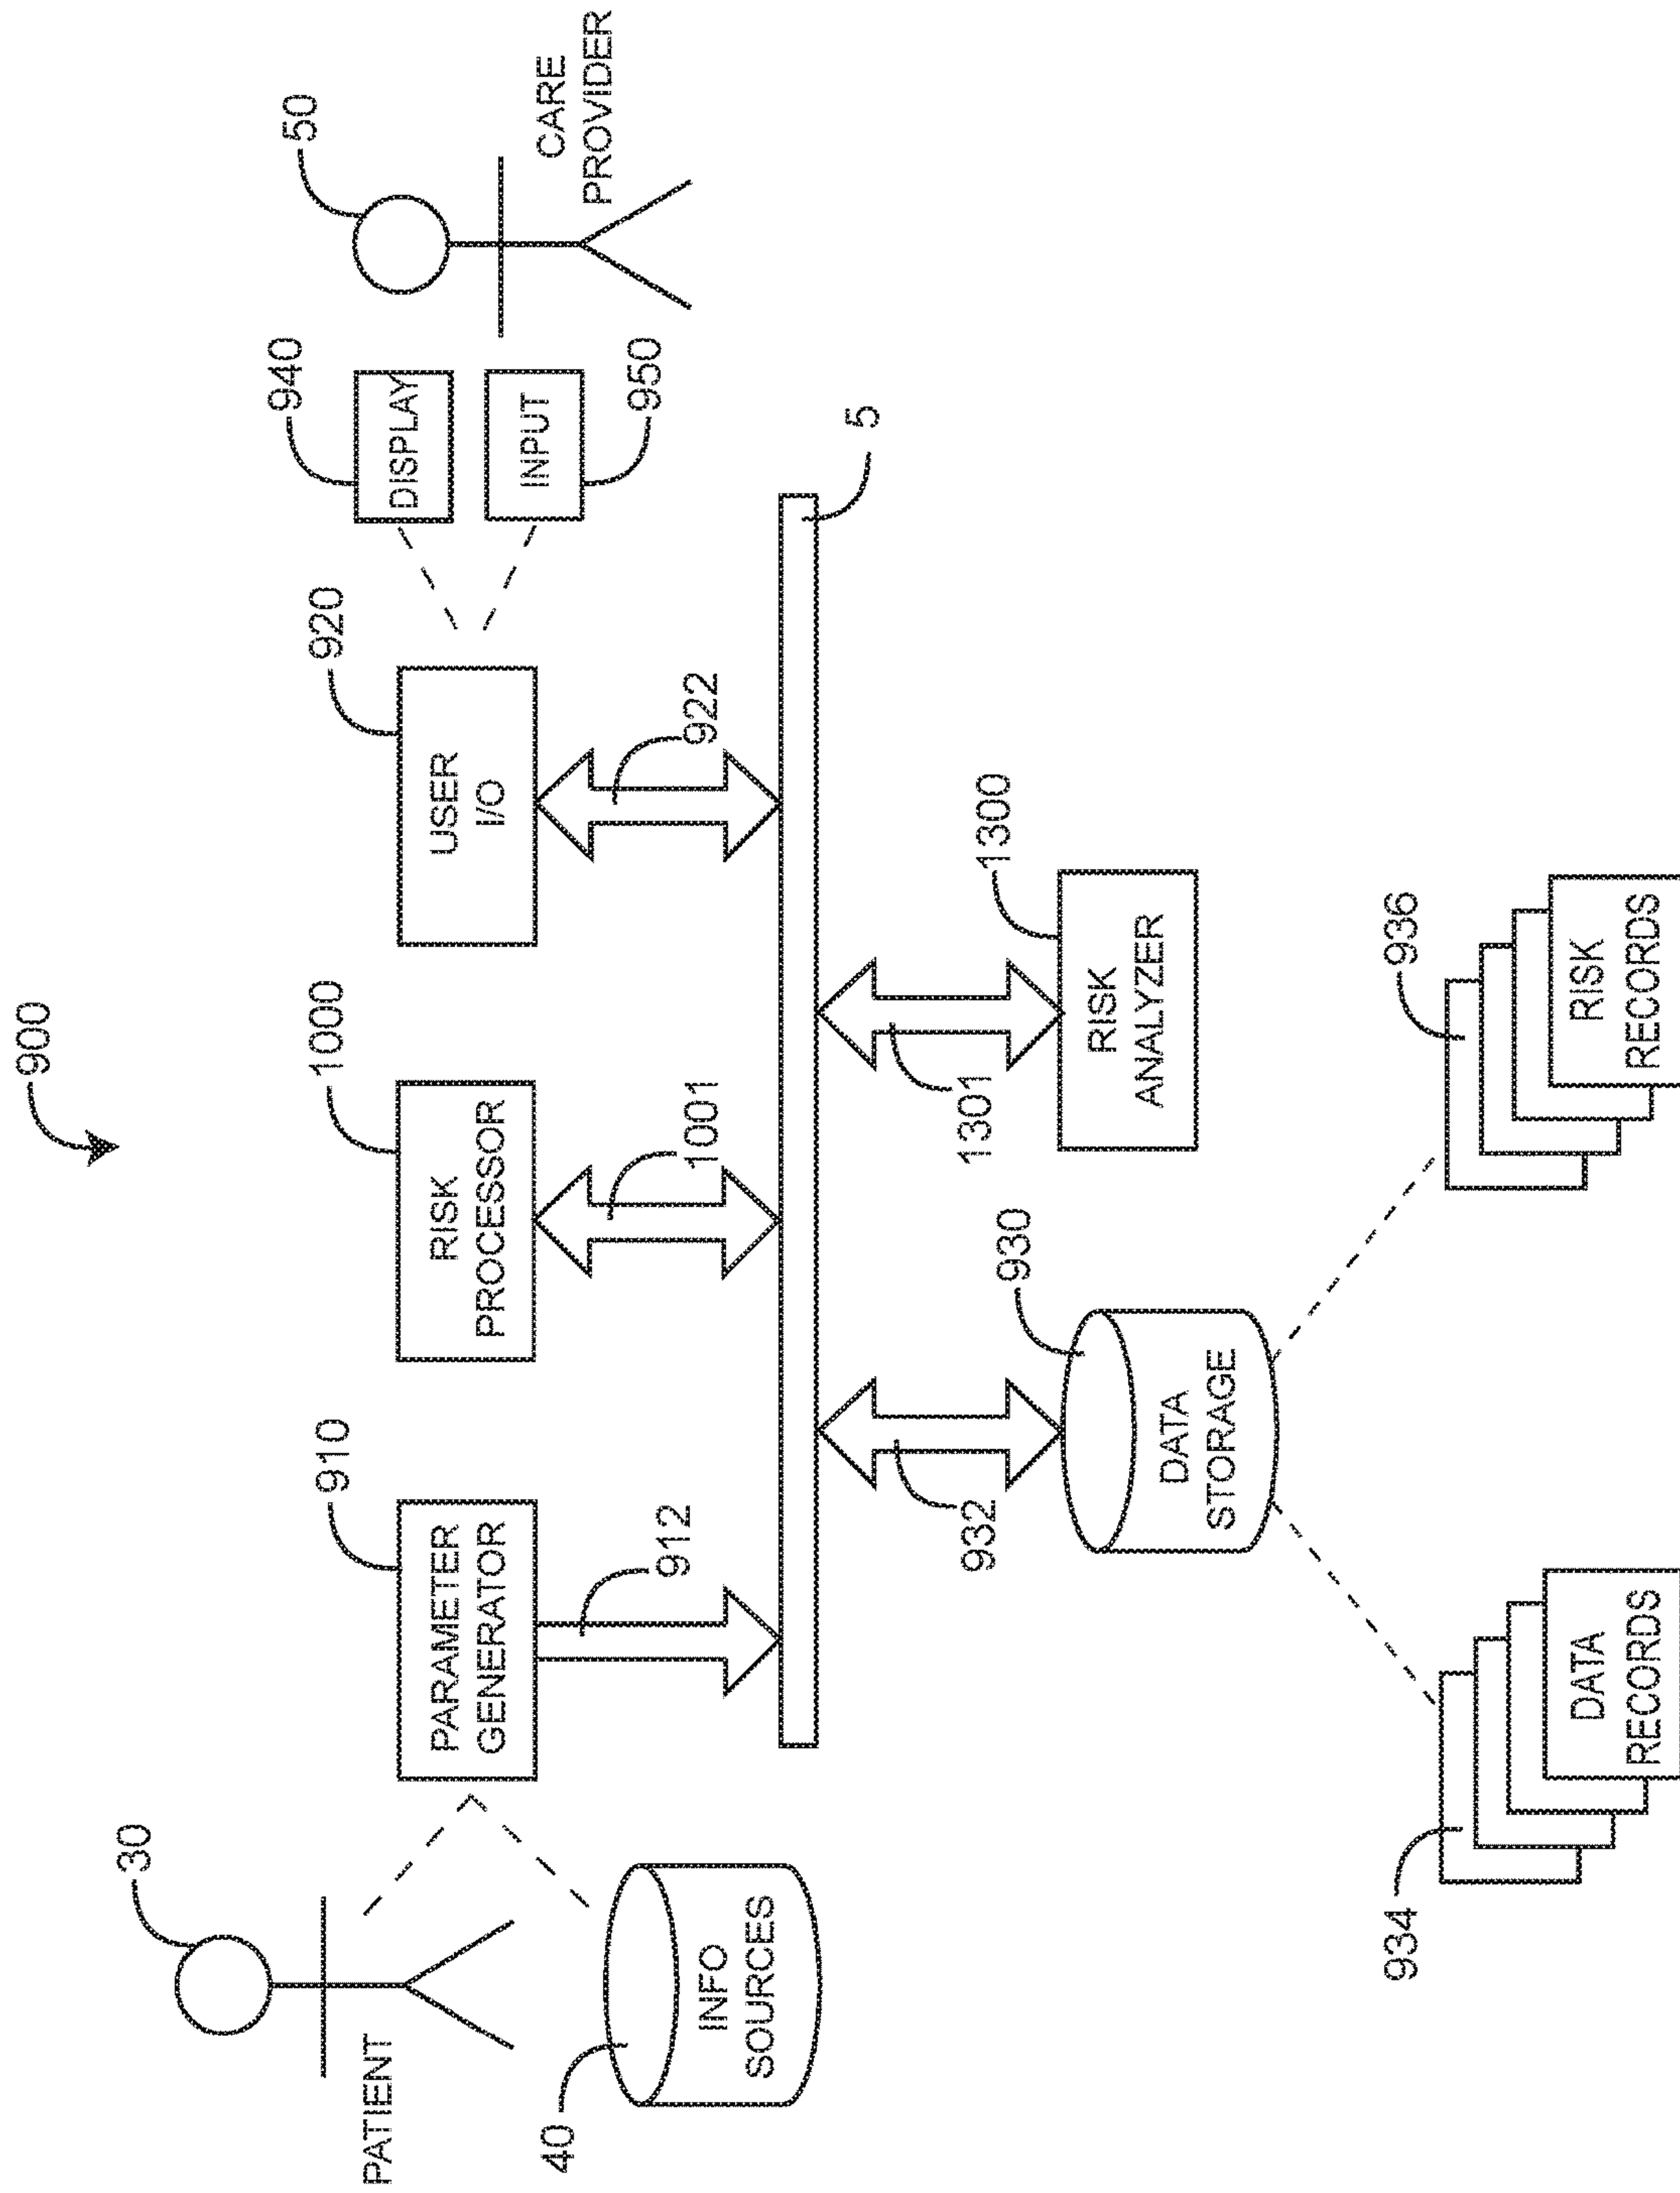 900
30
PATIENT
40
INFO
SOURCES
910
PARAMETER
GENERATOR
912
1000
RISK
PROCESSOR
1001
920
USER
I/O
922
940
DISPLAY
INPUT
950
50
CARE
PROVIDER
5
932
930
DATA
STORAGE
1301
1300
RISK
ANALYZER
934
DATA
RECORDS
936
RISK
RECORDS